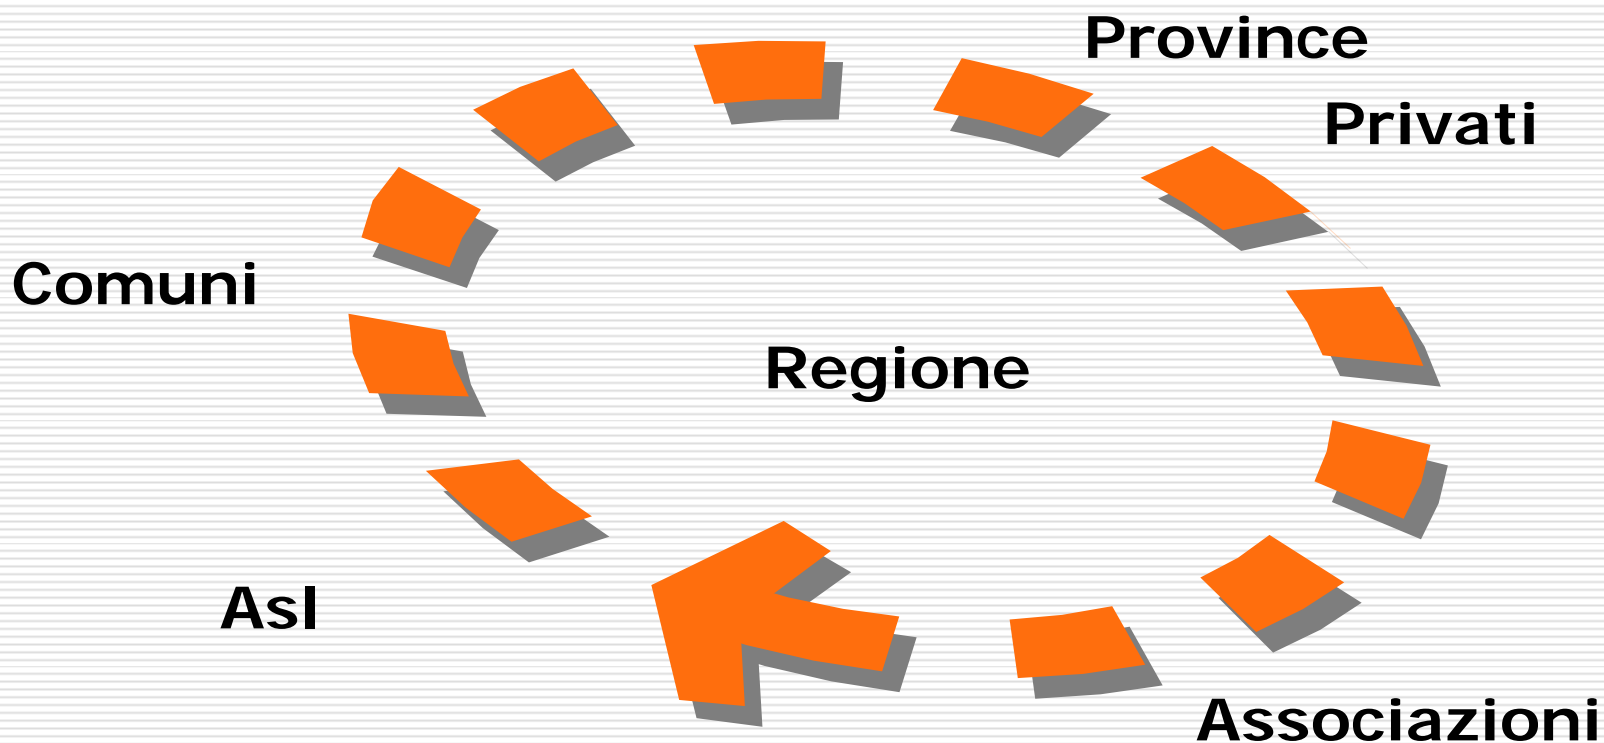 Province
Privati
Comuni
Regione
Asl
Associazioni